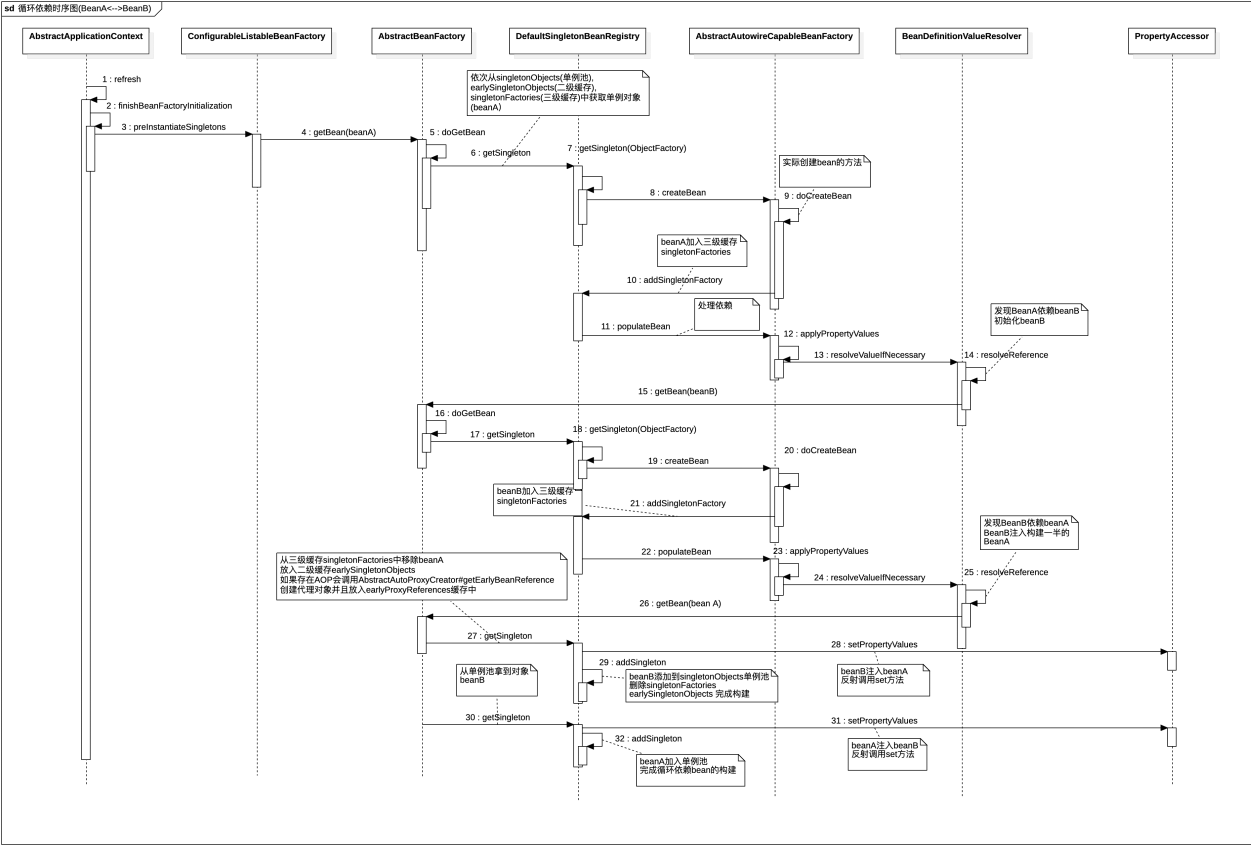 sd 循环依赖时序图(BeanA<-->BeanB)
AbstractApplicationContext
ConfigurableListableBeanFactory
AbstractBeanFactory
DefaultSingletonBeanRegistry
AbstractAutowireCapableBeanFactory
BeanDefinitionValueResolver
PropertyAccessor
1 : refresh
依次从singletonObjects(单例池),
earlySingletonObjects(二级缓存),
singletonFactories(三级缓存)中获取单例对象
(beanA）
2 : finishBeanFactoryInitialization
3 : preInstantiateSingletons
4 : getBean(beanA)
5 : doGetBean
6 : getSingleton
7 : getSingleton(ObjectFactory)
实际创建bean的方法
8 : createBean
9 : doCreateBean
beanA加入三级缓存
singletonFactories
10 : addSingletonFactory
处理依赖
发现BeanA依赖beanB
初始化beanB
11 : populateBean
12 : applyPropertyValues
13 : resolveValueIfNecessary
14 : resolveReference
15 : getBean(beanB)
16 : doGetBean
17 : getSingleton
18 : getSingleton(ObjectFactory)
19 : createBean
20 : doCreateBean
beanB加入三级缓存
singletonFactories
21 : addSingletonFactory
发现BeanB依赖beanA
BeanB注入构建一半的
BeanA
22 : populateBean
23 : applyPropertyValues
24 : resolveValueIfNecessary
25 : resolveReference
从三级缓存singletonFactories中移除beanA
放入二级缓存earlySingletonObjects
如果存在AOP会调用AbstractAutoProxyCreator#getEarlyBeanReference
创建代理对象并且放入earlyProxyReferences缓存中
26 : getBean(bean A)
27 : getSingleton
28 : setPropertyValues
29 : addSingleton
从单例池拿到对象
beanB
beanB添加到singletonObjects单例池
删除singletonFactories
earlySingletonObjects 完成构建
beanB注入beanA
反射调用set方法
30 : getSingleton
31 : setPropertyValues
32 : addSingleton
beanA加入单例池
完成循环依赖bean的构建
beanA注入beanB
反射调用set方法